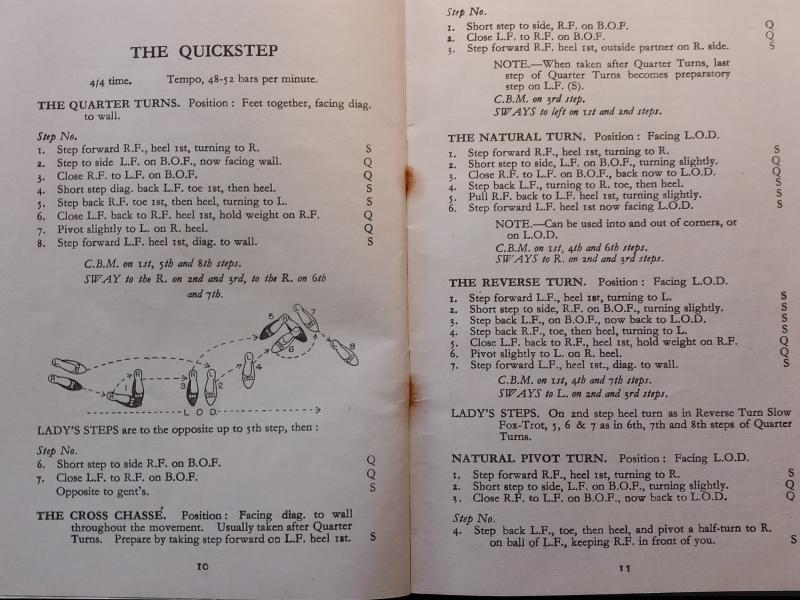 THE QUICKSTEP
4/4 time. Tempo, 48-52 bars per minute.
THE QUARTER TURNS. Position: Feet together, facing diag.
to wall.
Step No.
1. Step forward R.F., heel 1st, turning to R. S
2. Step to side L.F. on B.O.F., now facing wall. Q
3. Close R.F. to L.F. on B.O.F. Q
4. Short step diag. back L.F. toe 1st, then heel. S
5. Step back R.F. toe 1st, then heel, turning to L. S
6. Close L.F. back to R.F. heel 1st, hold weight on R.F. Q
7. Pivot slightly to L. on R. heel. Q
8. Step forward L.F. heel 1st, diag. to wall. S
C.B.M. on 1st, 5th and 8th steps.
SWAY to the R. on 2nd and 3rd, to the R. on 6th
and 7th.
L R 1 R 3 L 2 L 4 5 R L 6 7 L 8
L O D
LADY'S STEPS are to the opposite up to 5th step, then:
Step No.
6. Short step to side R.F. on B.O.F. Q
7. Close L.F. to R.F. on B.O.F. Q
Opposite to gent's. S
THE CROSS CHASSÉ. Position: Facing diag. to wall
throughout the movement. Usually taken after Quarter
Turns. Prepare by taking step forward on L.F. heel 1st. S
10
Step No.
1. Short step to side, R.F. on B.O.F. Q
2. Close L.F. to R.F. on B.O.F. Q
3. Step forward R.F. heel 1st, outside partner on R. side. S
NOTE.—When taken after Quarter Turns, last
step of Quarter Turns becomes preparatory
step on L.F. (S).
C.B.M. on 3rd step.
SWAYS to left on 1st and 2nd steps.
THE NATURAL TURN. Position: Facing L.O.D.
1. Step forward R.F., heel 1st, turning to R. S
2. Short step to side, L.F. on B.O.F., turning slightly. Q
3. Close R.F. to L.F. on B.O.F., back now to L.O.D. Q
4. Step back L.F., turning to R. toe, then heel. S
5. Pull R.F. back to L.F. heel 1st, turning slightly. S
6. Step forward L.F. heel 1st now facing L.O.D. S
NOTE.—Can be used into and out of corners, or
on L.O.D.
C.B.M. on 1st, 4th and 6th steps.
SWAYS to R. on 2nd and 3rd steps.
THE REVERSE TURN. Position: Facing L.O.D.
1. Step forward L.F., heel 1st, turning to L. S
2. Short step to side, R.F. on B.O.F., turning slightly. S
3. Step back L.F., on B.O.F., now back to L.O.D. S
4. Step back R.F., toe, then heel, turning to L. S
5. Close L.F. back to R.F., heel 1st, hold weight on R.F. Q
6. Pivot slightly to L. on R. heel. Q
7. Step forward L.F., heel 1st., diag. to wall. S
C.B.M. on 1st, 4th and 7th steps.
SWAYS to L. on 2nd and 3rd steps.
LADY'S STEPS. On 2nd step heel turn as in Reverse Turn Slow
Fox-Trot, 5, 6 & 7 as in 6th, 7th and 8th steps of Quarter
Turns.
NATURAL PIVOT TURN. Position: Facing L.O.D.
1. Step forward R.F., heel 1st, turning to R. S
2. Short step to side, L.F. on B.O.F., turning slightly. Q
3. Close R.F. to L.F. on B.O.F., now back to L.O.D. Q
Step No.
4. Step back L.F., toe, then heel, and pivot a half-turn to R.
on ball of L.F., keeping R.F. in front of you. S
11